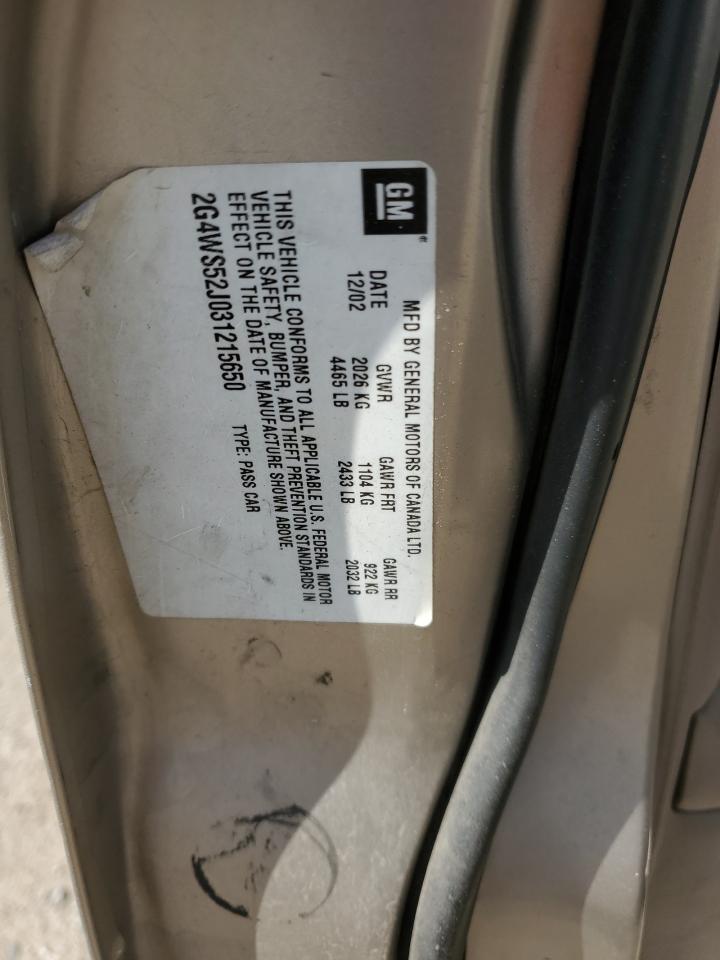 GM®
MFD BY GENERAL MOTORS OF CANADA LTD.
DATE GVWR GAWR FRT GAWR RR
12/02 2026 KG 1104 KG 922 KG
4465 LB 2433 LB 2032 LB
THIS VEHICLE CONFORMS TO ALL APPLICABLE U.S. FEDERAL MOTOR
VEHICLE SAFETY, BUMPER, AND THEFT PREVENTION STANDARDS IN
EFFECT ON THE DATE OF MANUFACTURE SHOWN ABOVE.
2G4WS52J031215650 TYPE: PASS CAR